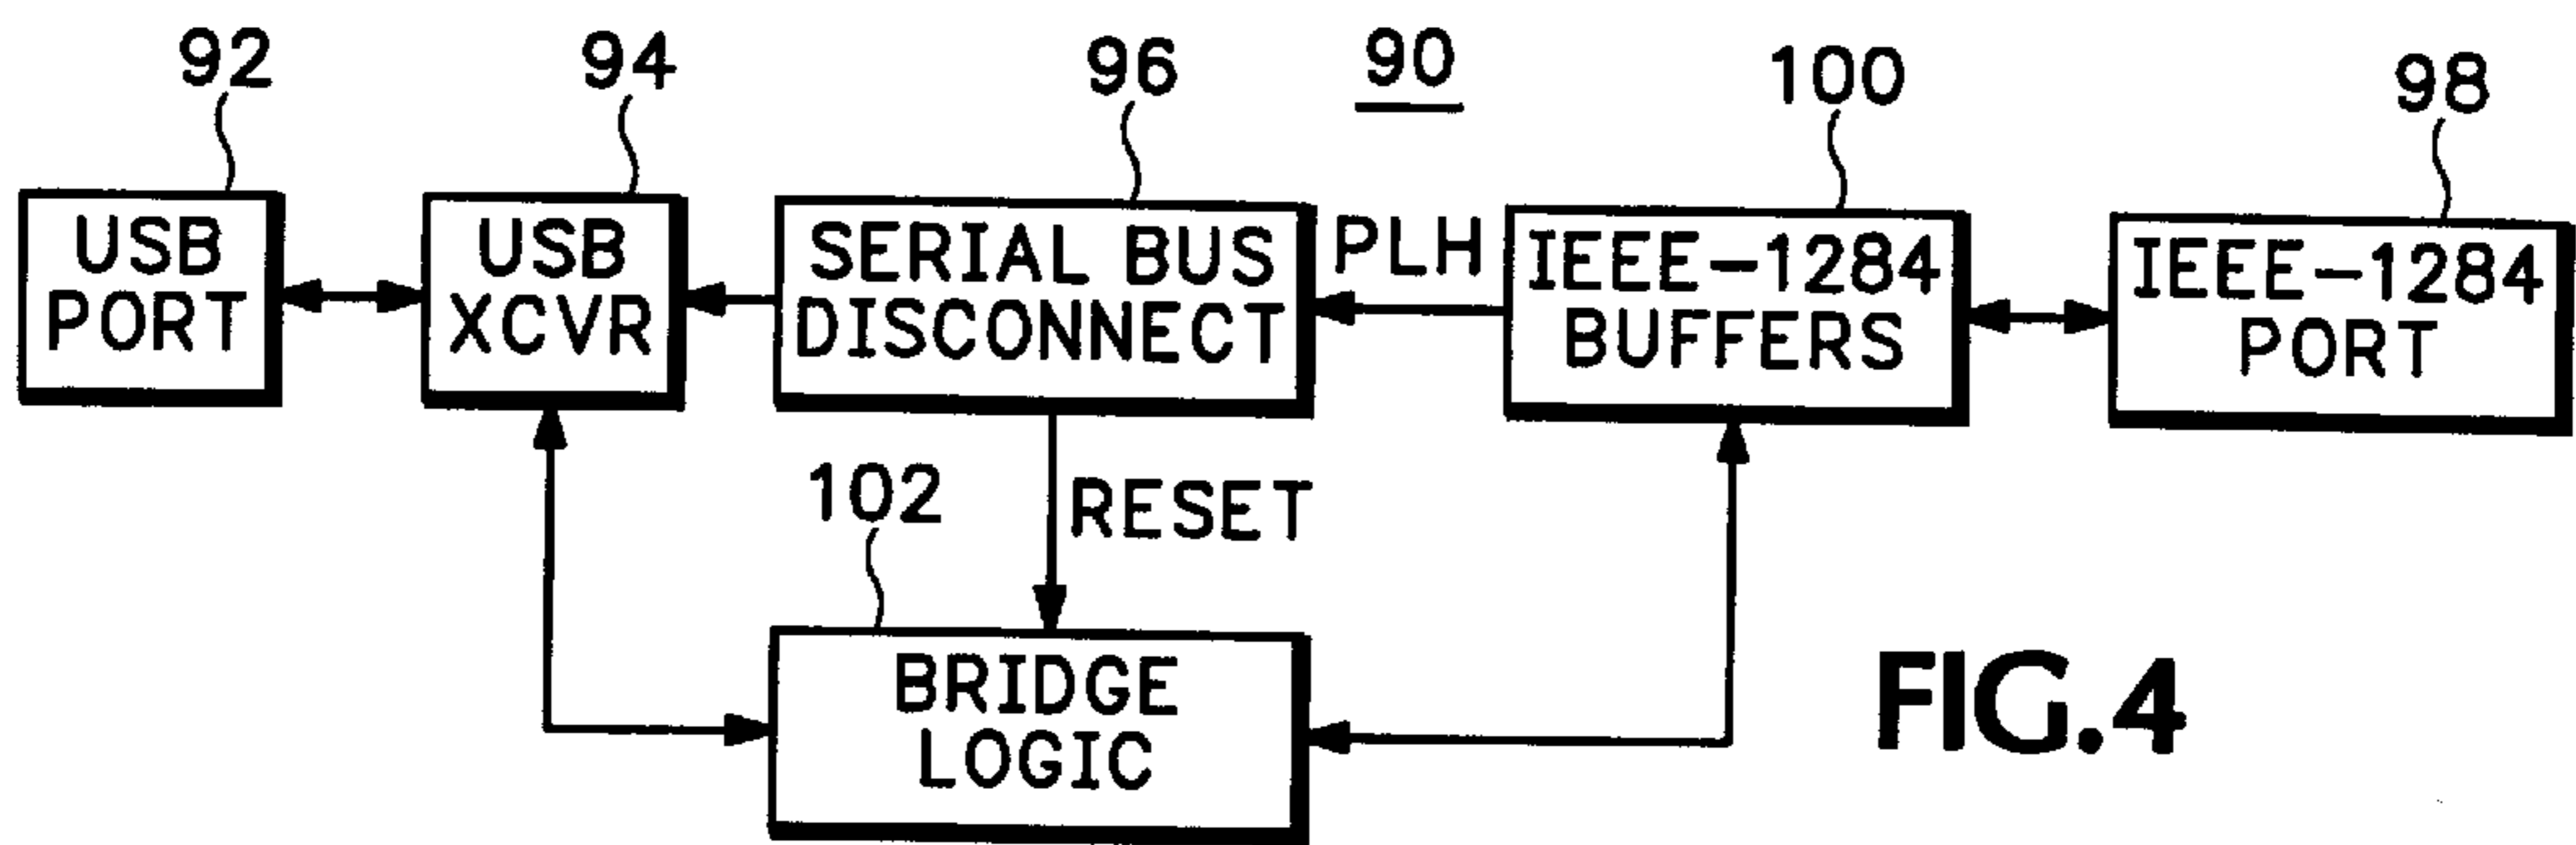 92
94
96
90
100
98
USB
PORT
USB
XCVR
SERIAL BUS
DISCONNECT
PLH
IEEE-1284
BUFFERS
IEEE-1284
PORT
102
RESET
BRIDGE
LOGIC
FIG.4